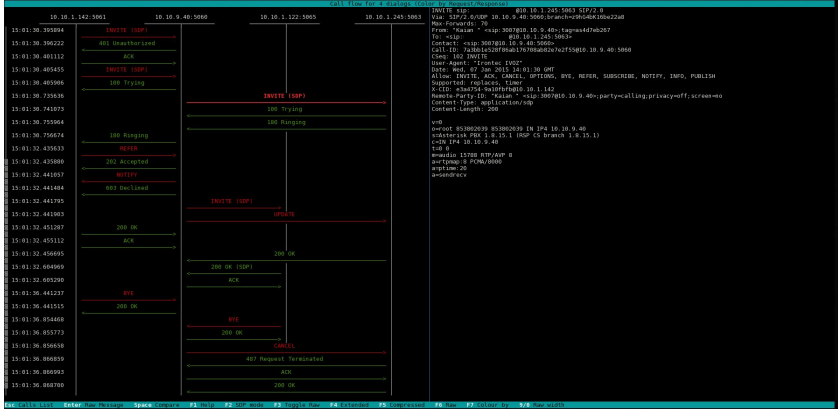 Call flow for 4 dialogs (Color by Request/Response)
10.10.1.142:5061 10.10.9.40:5060 10.10.1.122:5065 10.10.1.245:5063
15:01:30.395894 INVITE (SDP)
15:01:30.396222 401 Unauthorized
15:01:30.401112 ACK
15:01:30.405455 INVITE (SDP)
15:01:30.405906 100 Trying
15:01:30.735636 INVITE (SDP)
15:01:30.741073 100 Trying
15:01:30.755964 180 Ringing
15:01:30.756674 180 Ringing
15:01:32.435633 REFER
15:01:32.435880 202 Accepted
15:01:32.441057 NOTIFY
15:01:32.441484 603 Declined
15:01:32.441795 INVITE (SDP)
15:01:32.441903 UPDATE
15:01:32.451287 200 OK
15:01:32.455112 ACK
15:01:32.456695 200 OK
15:01:32.604969 200 OK (SDP)
15:01:32.605290 ACK
15:01:36.441237 BYE
15:01:36.441515 200 OK
15:01:36.854468 BYE
15:01:36.855773 200 OK
15:01:36.856658 CANCEL
15:01:36.866859 487 Request Terminated
15:01:36.866993 ACK
15:01:36.868700 200 OK
INVITE sip: @10.10.1.245:5063 SIP/2.0
Via: SIP/2.0/UDP 10.10.9.40:5060;branch=z9hG4bK16be22a8
Max-Forwards: 70
From: "Kaian " <sip:3007@10.10.9.40>;tag=as4d7eb267
To: <sip: @10.10.1.245:5063>
Contact: <sip:3007@10.10.9.40:5060>
Call-ID: @10.10.9.40:5060
CSeq: 102 INVITE
User-Agent: "Irontec IVOZ"
Date: Wed, 07 Jan 2015 14:01:30 GMT
Allow: INVITE, ACK, CANCEL, OPTIONS, BYE, REFER, SUBSCRIBE, NOTIFY, INFO, PUBLISH
Supported: replaces, timer
X-CID: e3a4754-9a10fbfb@10.10.1.142
Remote-Party-ID: "Kaian " <sip:3007@10.10.9.40>;party=calling;privacy=off;screen=no
Content-Type: application/sdp
Content-Length: 200
v=0
o=root 853802039 853802039 IN IP4 10.10.9.40
s=Asterisk PBX 1.8.15.1 (RSP CS branch 1.8.15.1)
c=IN IP4 10.10.9.40
t=0 0
m=audio 15788 RTP/AVP 8
a=rtpmap:8 PCMA/8000
a=ptime:20
a=sendrecv
Esc Calls List Enter Raw Message Space Compare F1 Help F2 SDP mode F3 Toggle Raw F4 Extended F5 Compressed F6 Raw F7 Colour by 9/0 Raw width